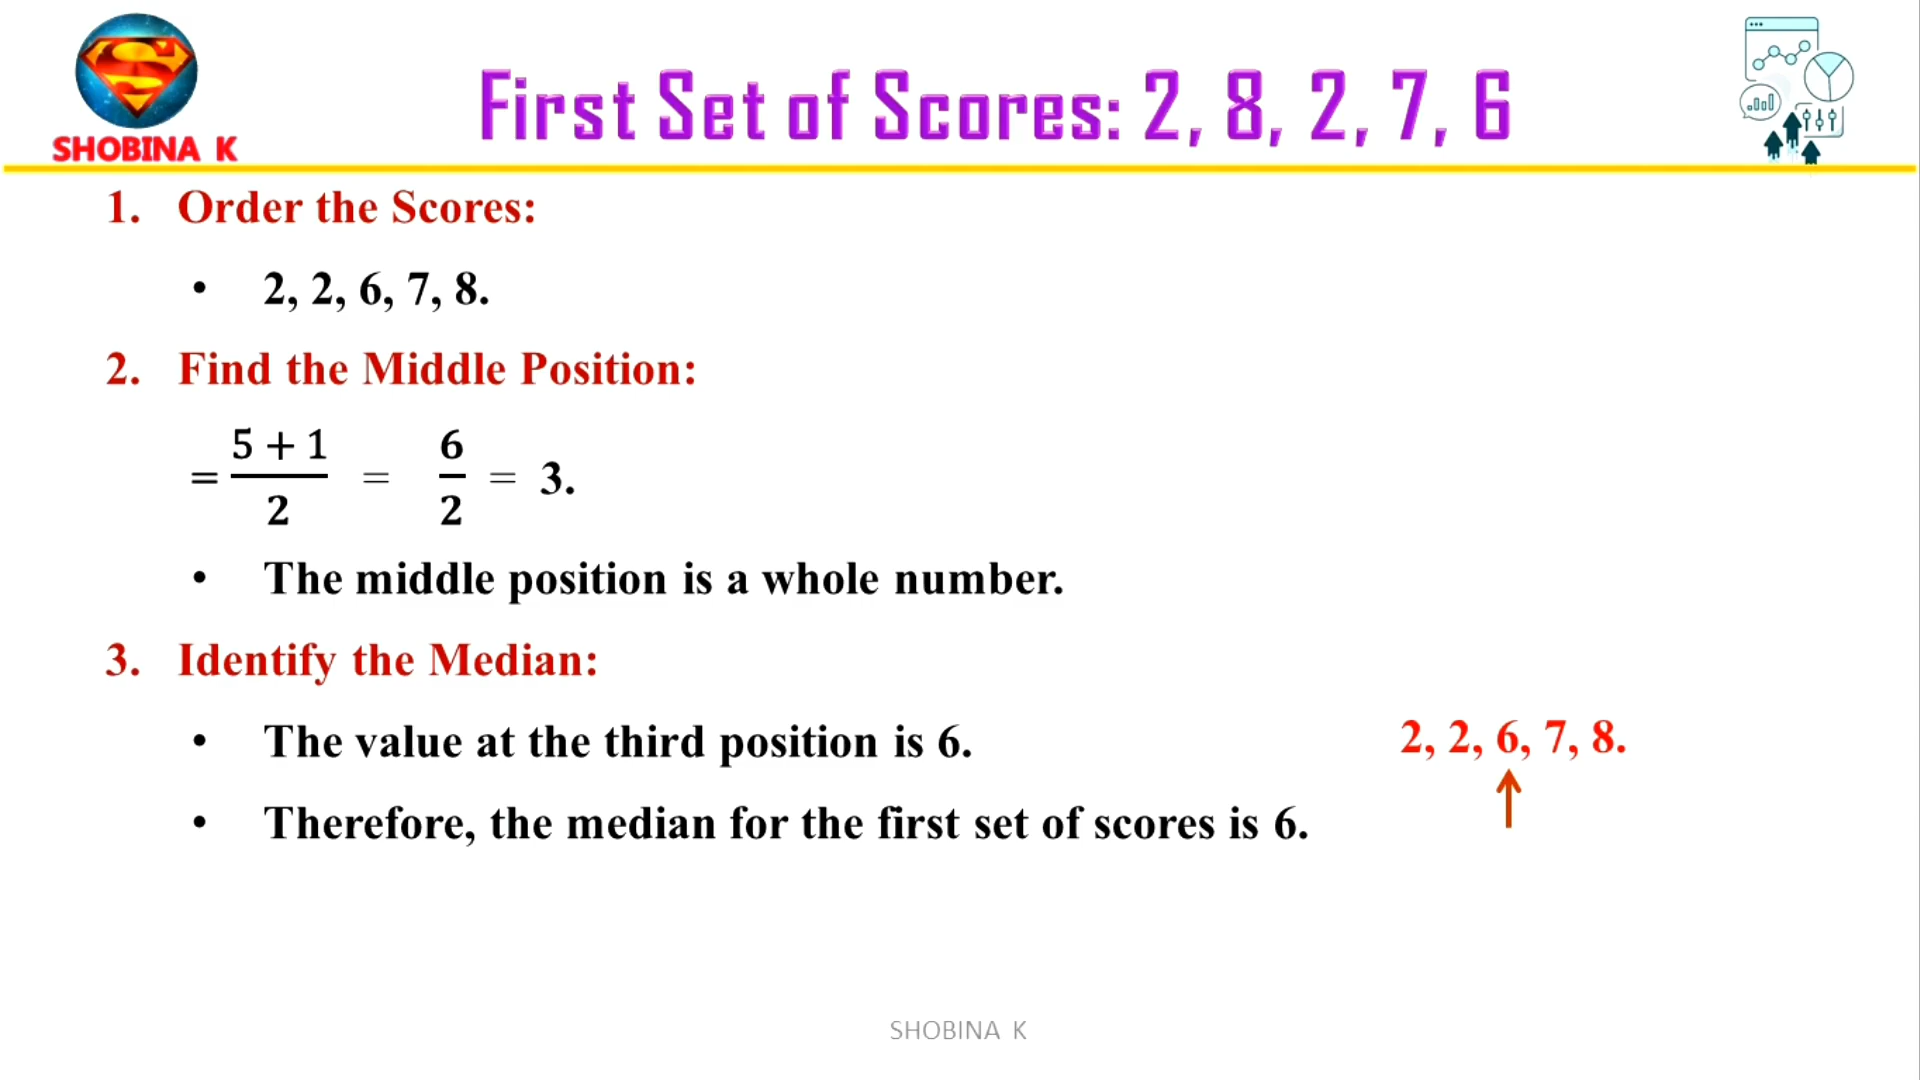 SHOBINA K
First Set of Scores: 2, 8, 2, 7, 6
1. Order the Scores:
• 2, 2, 6, 7, 8.
2. Find the Middle Position:
= (5 + 1)/2 = 6/2 = 3.
• The middle position is a whole number.
3. Identify the Median:
• The value at the third position is 6.
2, 2, 6, 7, 8.
• Therefore, the median for the first set of scores is 6.
SHOBINA K